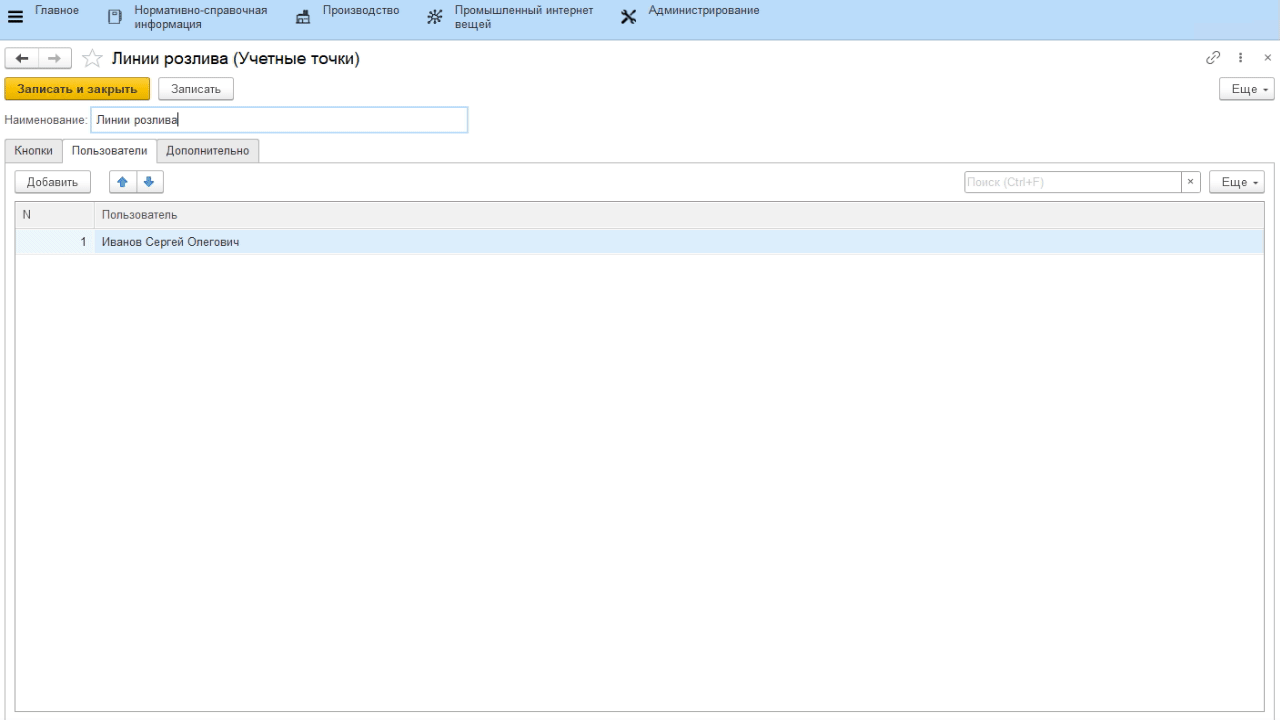 Главное
Нормативно-справочная
информация
Производство
Промышленный интернет
вещей
Администрирование
Линии розлива (Учетные точки)
Записать и закрыть
Записать
Еще
Наименование: Линии розлива
Кнопки
Пользователи
Дополнительно
Добавить
Поиск (Ctrl+F)
×
Еще
N Пользователь
1 Иванов Сергей Олегович